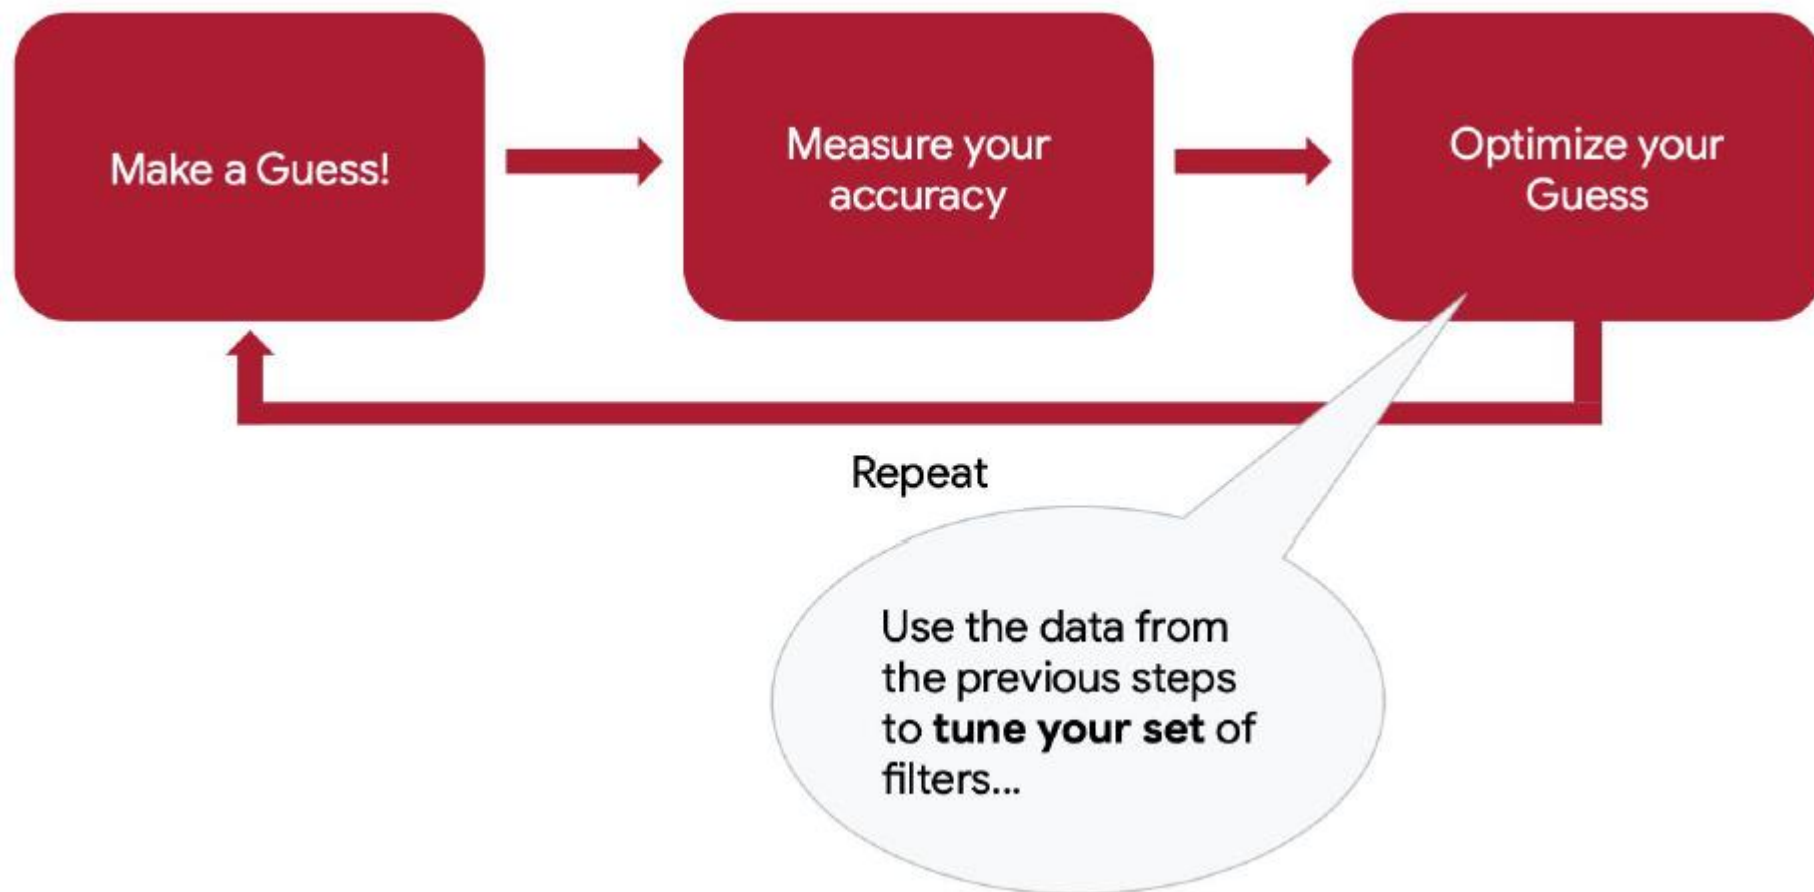 Make a Guess!
Measure your
accuracy
Optimize your
Guess
Repeat
Use the data from
the previous steps
to tune your set of
filters...